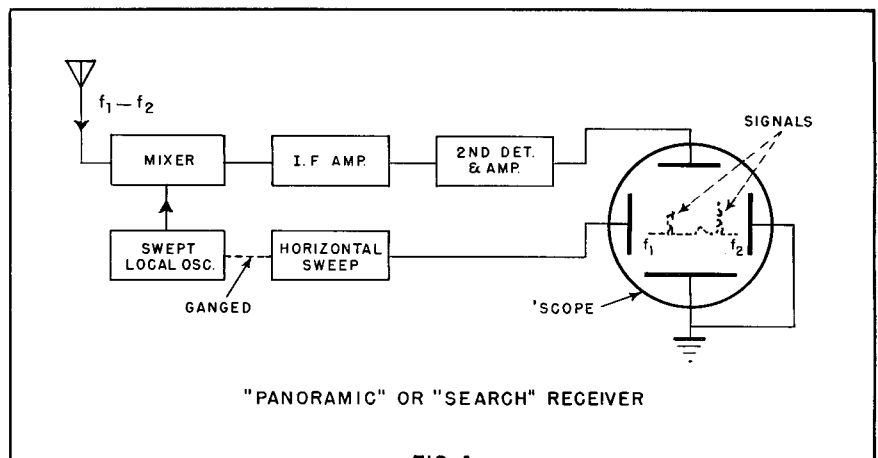 f1 – f2
MIXER
I.F AMP.
2ND DET.
& AMP.
SIGNALS
SWEPT
LOCAL OSC.
HORIZONTAL
SWEEP
GANGED
f1
f2
'SCOPE
"PANORAMIC" OR "SEARCH" RECEIVER